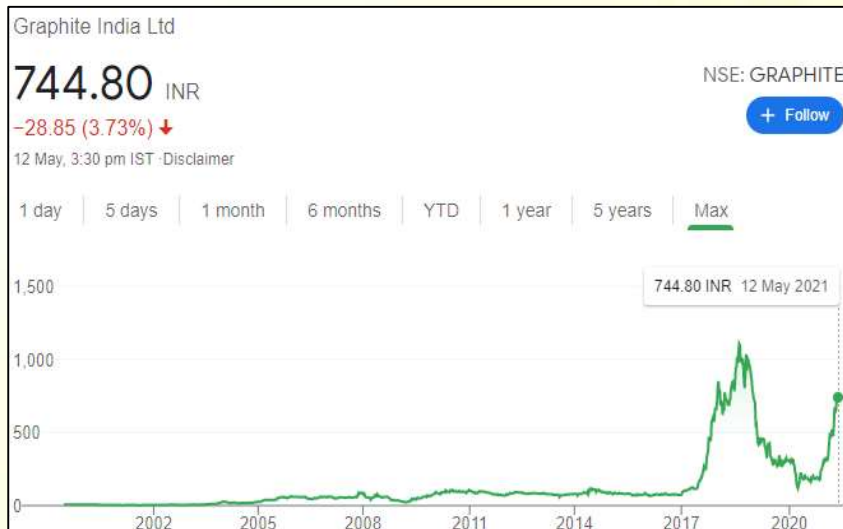 Graphite India Ltd
744.80 INR
NSE: GRAPHITE
−28.85 (3.73%) ↓
+ Follow
12 May, 3:30 pm IST ·Disclaimer
1 day 5 days 1 month 6 months YTD 1 year 5 years Max
744.80 INR 12 May 2021
1,500
1,000
500
0
2002 2005 2008 2011 2014 2017 2020